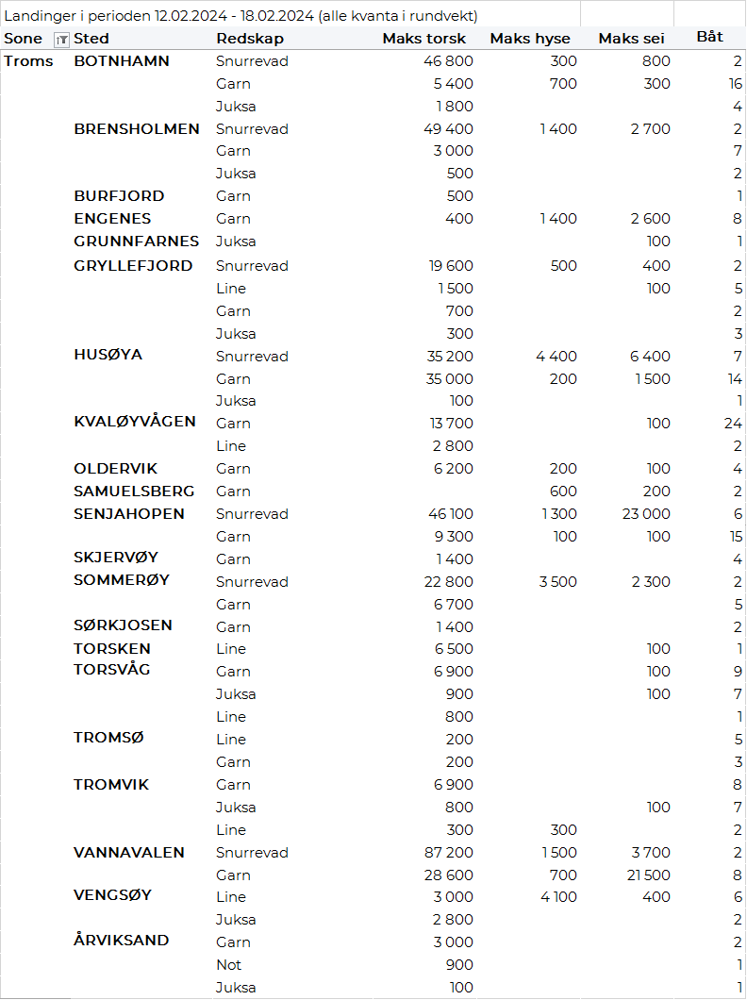 Landinger i perioden 12.02.2024 - 18.02.2024 (alle kvanta i rundvekt)
Sone Sted Redskap Maks torsk Maks hyse Maks sei Båt
Troms BOTNHAMN Snurrevad 46 800 300 800 2
Garn 5 400 700 300 16
Juksa 1 800 4
BRENSHOLMEN Snurrevad 49 400 1 400 2 700 2
Garn 3 000 7
Juksa 500 2
BURFJORD Garn 500 1
ENGENES Garn 400 1 400 2 600 8
GRUNNFARNES Juksa 100 1
GRYLLEFJORD Snurrevad 19 600 500 400 2
Line 1 500 100 5
Garn 700 2
Juksa 300 3
HUSØYA Snurrevad 35 200 4 400 6 400 7
Garn 35 000 200 1 500 14
Juksa 100 1
KVALØYVÅGEN Garn 13 700 100 24
Line 2 800 2
OLDERVIK Garn 6 200 200 100 4
SAMUELSBERG Garn 600 200 2
SENJAHOPEN Snurrevad 46 100 1 300 23 000 6
Garn 9 300 100 100 15
SKJERVØY Garn 1 400 4
SOMMERØY Snurrevad 22 800 3 500 2 300 2
Garn 6 700 5
SØRKJOSEN Garn 1 400 2
TORSKEN Line 6 500 100 1
TORSVÅG Garn 6 900 100 9
Juksa 900 100 7
Line 800 1
TROMSØ Line 200 5
Garn 200 3
TROMVIK Garn 6 900 8
Juksa 800 100 7
Line 300 300 2
VANNAVALEN Snurrevad 87 200 1 500 3 700 2
Garn 28 600 700 21 500 8
VENGSØY Line 3 000 4 100 400 6
Juksa 2 800 2
ÅRVIKSAND Garn 3 000 2
Not 900 1
Juksa 100 1